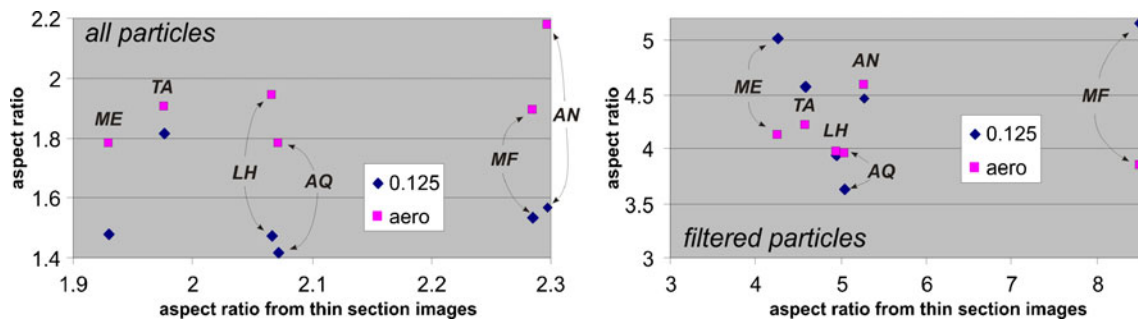 2.2
all particles
2
TA
ME
aspect ratio
1.8
AN
LH
AQ
MF
0.125
1.6
aero
1.4
1.9
2
2.1
2.2
2.3
aspect ratio from thin section images
5
ME
AN
4.5
TA
MF
aspect ratio
LH
0.125
4
AQ
aero
3.5
filtered particles
3
3
4
5
6
7
8
aspect ratio from thin section images